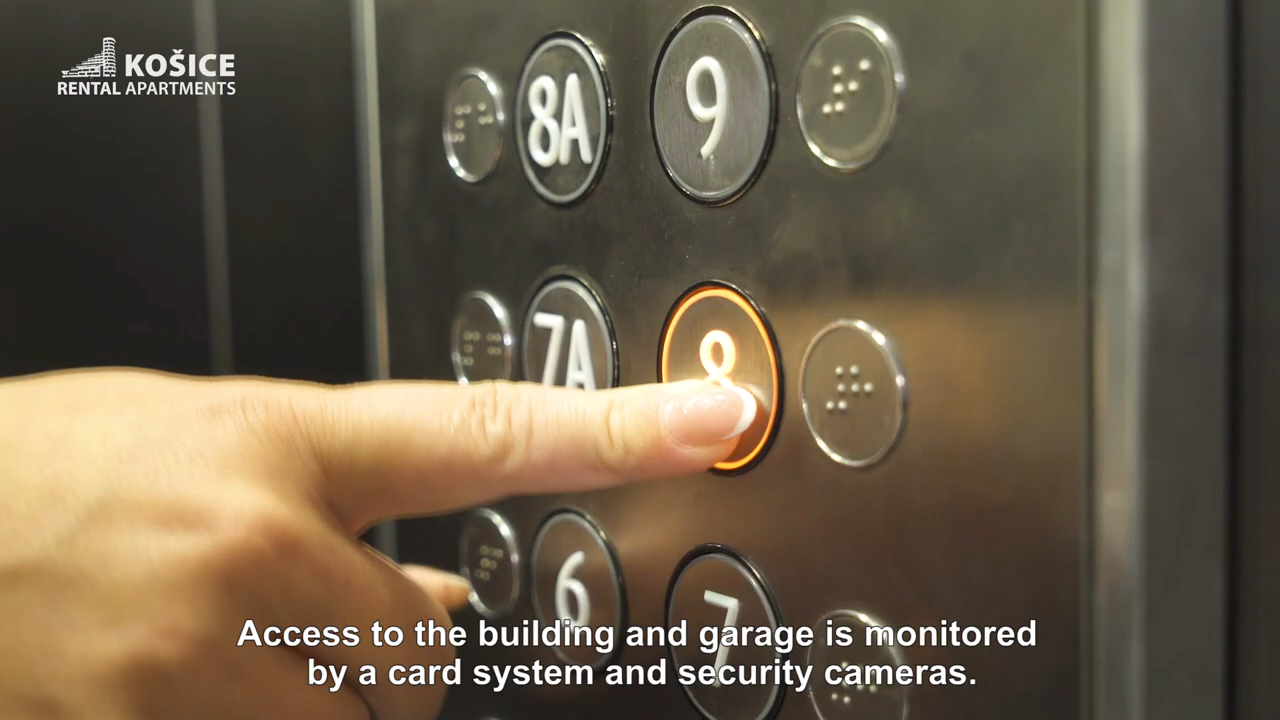 KOŠICE
RENTAL APARTMENTS
8A
9
7A
8
6
7
Access to the building and garage is monitored
by a card system and security cameras.